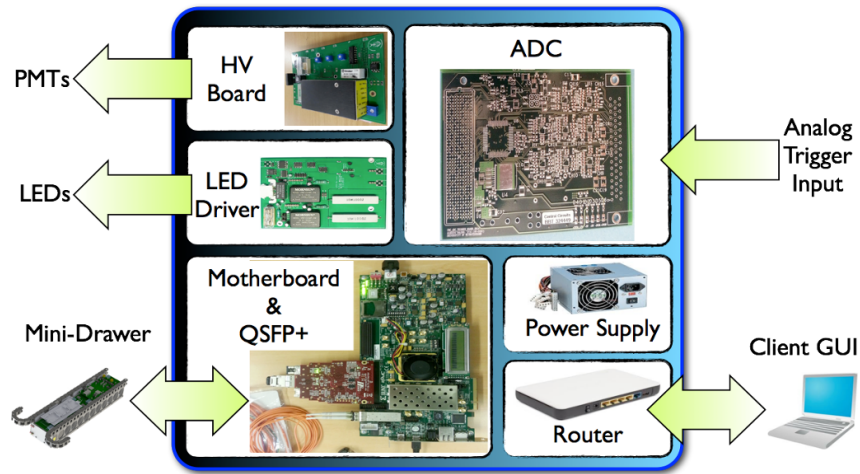 PMTs
HV
Board
ADC
Analog
Trigger
Input
LEDs
LED
Driver
Mini-Drawer
Motherboard
&
QSFP+
Power Supply
Client GUI
Router